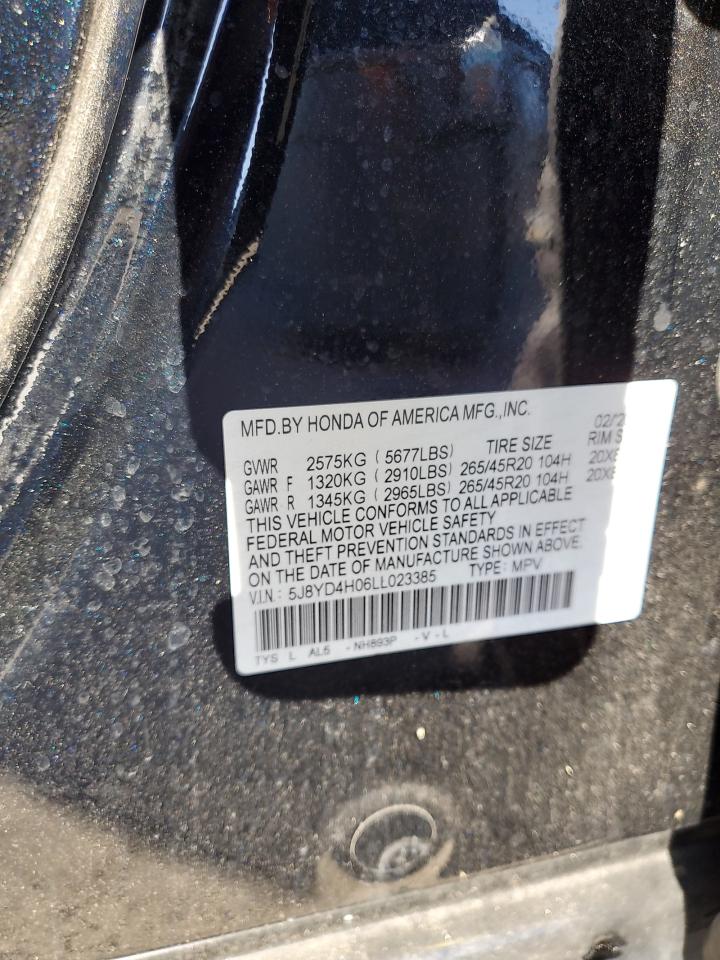 MFD.BY HONDA OF AMERICA MFG.,INC. 02/2
GVWR 2575KG ( 5677LBS) TIRE SIZE RIM S
GAWR F 1320KG ( 2910LBS) 265/45R20 104H 20X8
GAWR R 1345KG ( 2965LBS) 265/45R20 104H 20X8
THIS VEHICLE CONFORMS TO ALL APPLICABLE
FEDERAL MOTOR VEHICLE SAFETY
AND THEFT PREVENTION STANDARDS IN EFFECT
ON THE DATE OF MANUFACTURE SHOWN ABOVE.
V.I.N.: 5J8YD4H06LL023385 TYPE: MPV
TYS L AL5 -NH893P -V-L